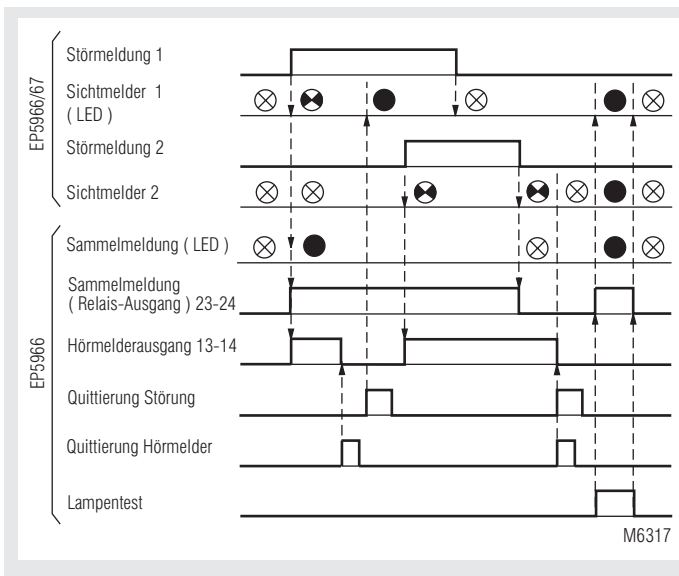 EP5966/67
Störmeldung 1
Sichtmelder 1
( LED )
Störmeldung 2
Sichtmelder 2
EP5966
Sammelmeldung ( LED )
Sammelmeldung
( Relais-Ausgang ) 23-24
Hörmelderausgang 13-14
Quittierung Störung
Quittierung Hörmelder
Lampentest
M6317